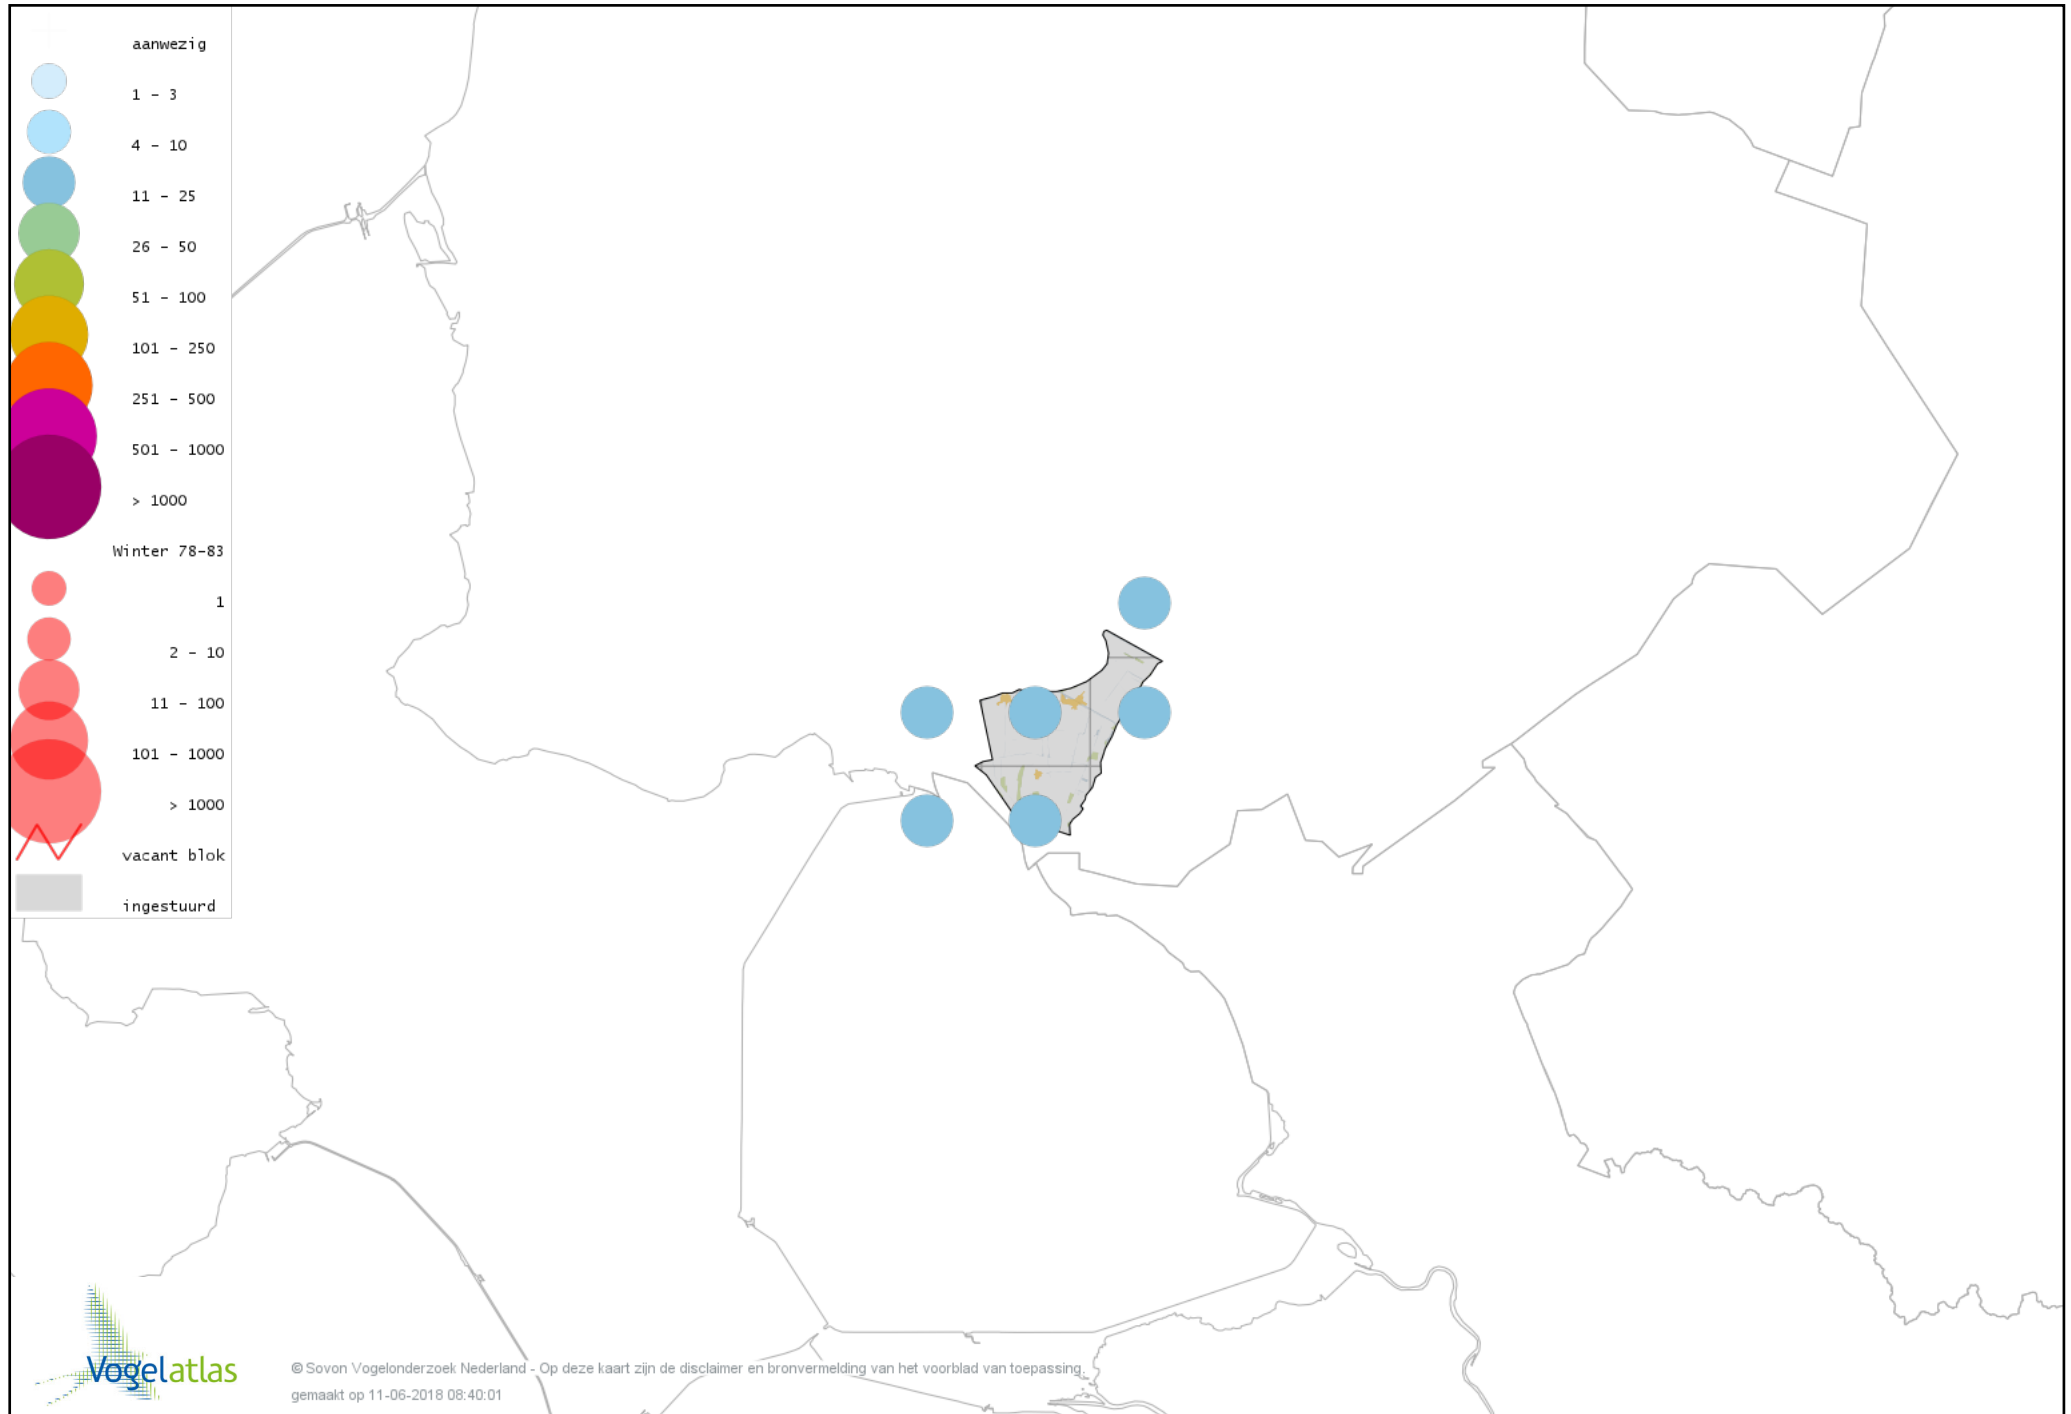 aanwezig
1 - 3
4 - 10
11 - 25
26 - 50
51 - 100
101 - 250
251 - 500
501 - 1000
> 1000
Winter 78-83
1
2 - 10
11 - 100
101 - 1000
> 1000
vacant blok
ingestuurd
Vogelatlas
© Sovon Vogelonderzoek Nederland - Op deze kaart zijn de disclaimer en bronvermelding van het voorblad van toepassing.
gemaakt op 11-06-2018 08:40:01